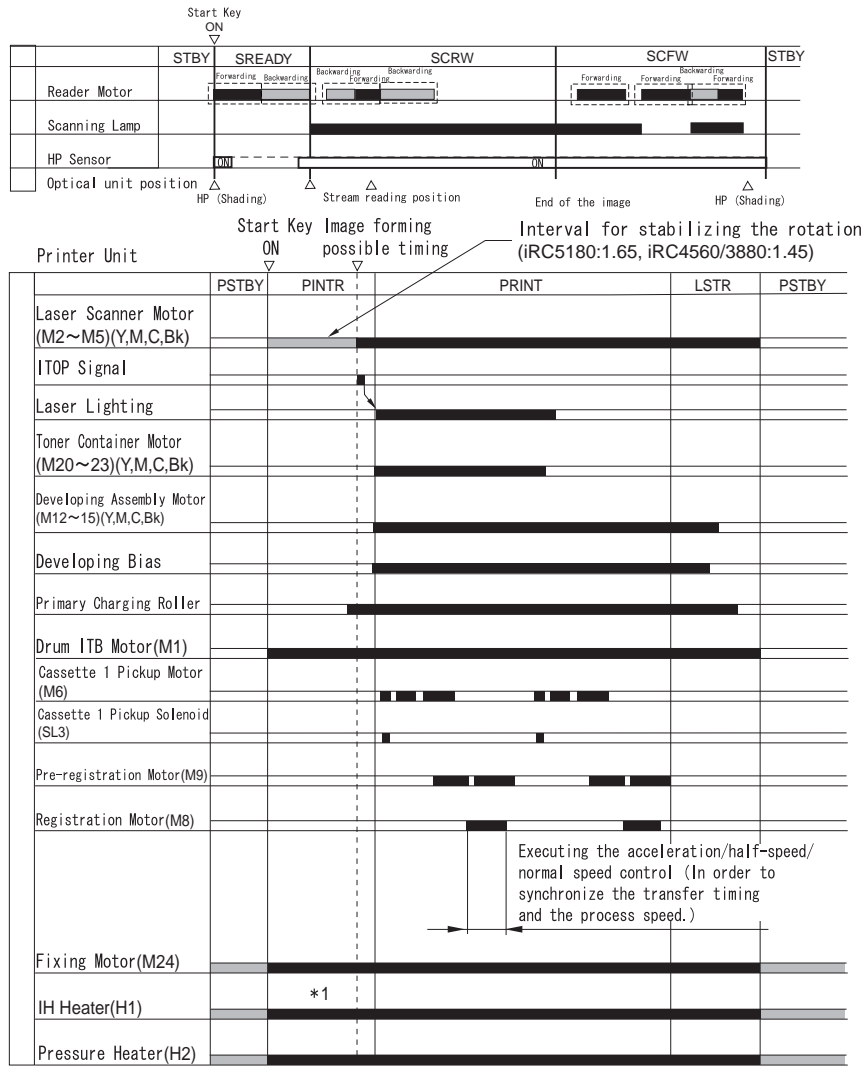 Start Key
ON
STBY SREADY SCRW SCFW STBY
Forwarding Backwarding Backwarding Forwarding Backwarding Forwarding Forwarding Backwarding Forwarding
Reader Motor
Scanning Lamp
HP Sensor ON ON
Optical unit position
HP (Shading) Stream reading position End of the image HP (Shading)
Start Key
ON
Image forming
possible timing
Interval for stabilizing the rotation
(iRC5180:1.65, iRC4560/3880:1.45)
Printer Unit
PSTBY PINTR PRINT LSTR PSTBY
Laser Scanner Motor
(M2～M5)(Y,M,C,Bk)
ITOP Signal
Laser Lighting
Toner Container Motor
(M20～23)(Y,M,C,Bk)
Developing Assembly Motor
(M12～15)(Y,M,C,Bk)
Developing Bias
Primary Charging Roller
Drum ITB Motor(M1)
Cassette 1 Pickup Motor
(M6)
Cassette 1 Pickup Solenoid
(SL3)
Pre-registration Motor(M9)
Registration Motor(M8)
Executing the acceleration/half-speed/
normal speed control (In order to
synchronize the transfer timing
and the process speed.)
Fixing Motor(M24)
*1
IH Heater(H1)
Pressure Heater(H2)